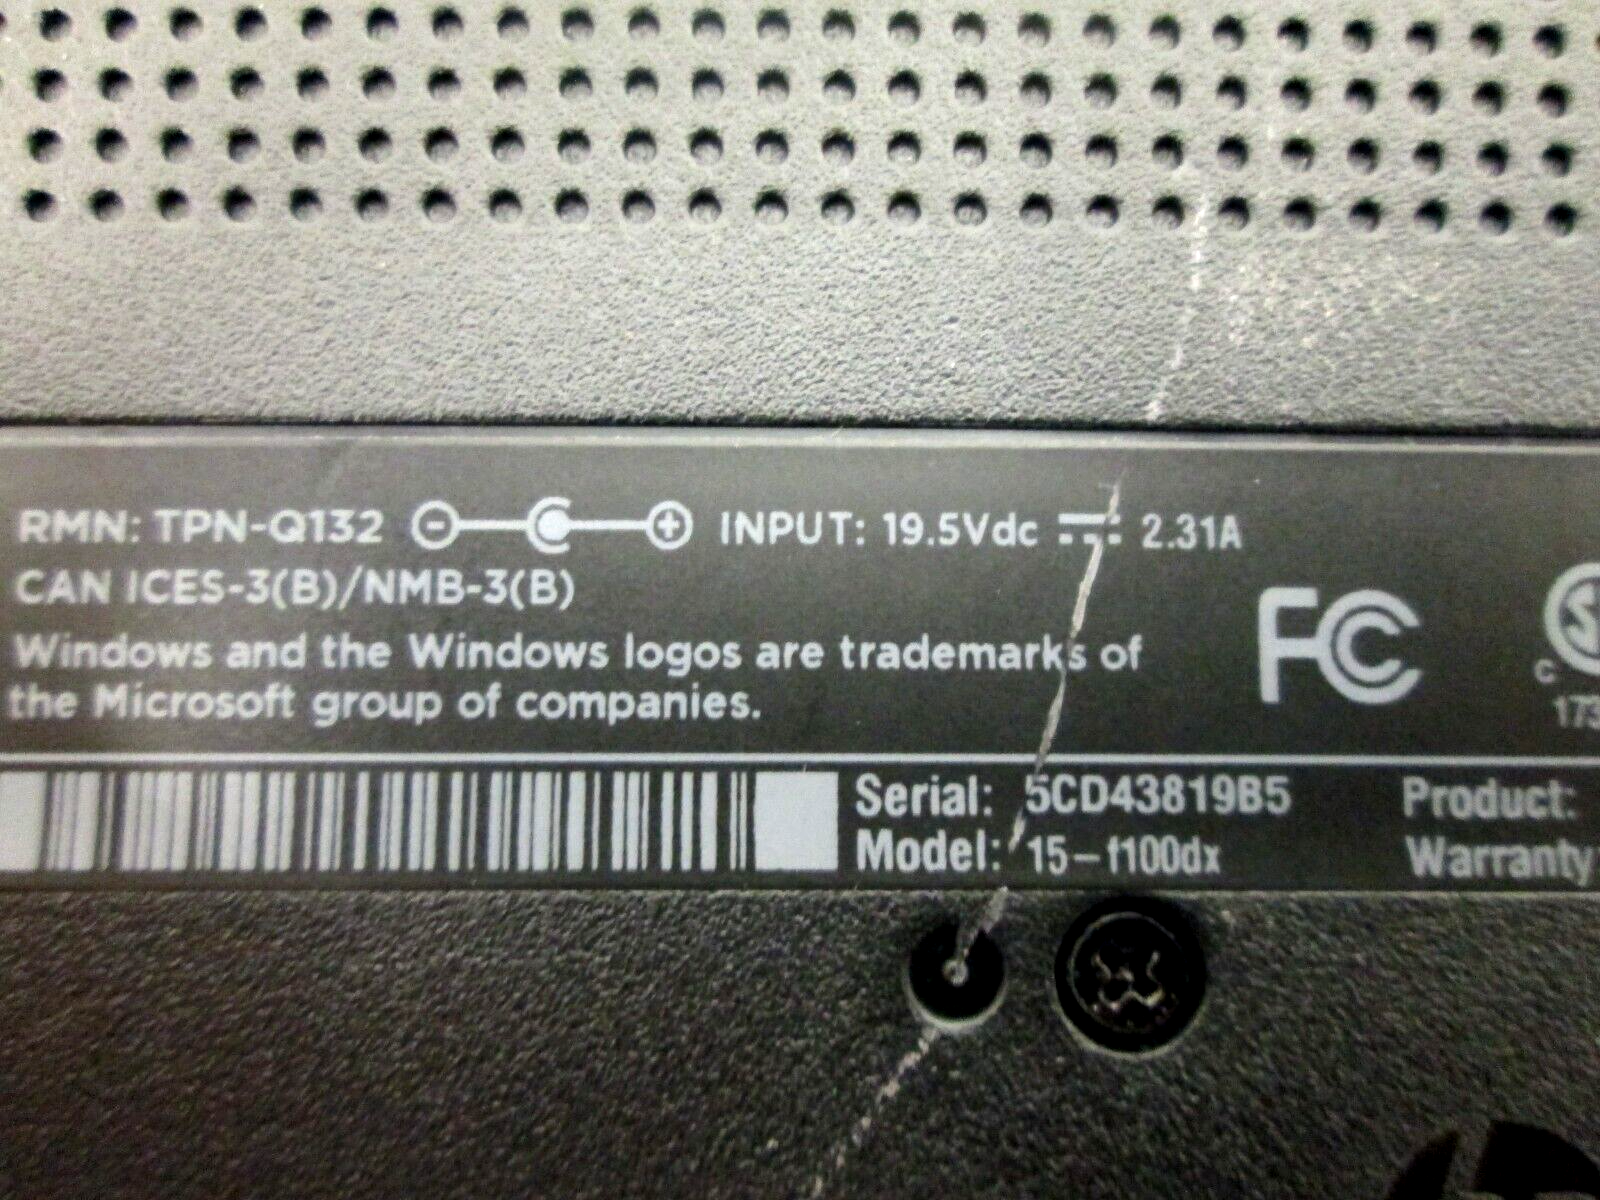 RMN: TPN-Q132 INPUT: 19.5Vdc 2.31A
CAN ICES-3(B)/NMB-3(B)
Windows and the Windows logos are trademarks of
the Microsoft group of companies.
FC
c
173
Serial: 5CD43819B5 Product:
Model: 15-f100dx Warranty